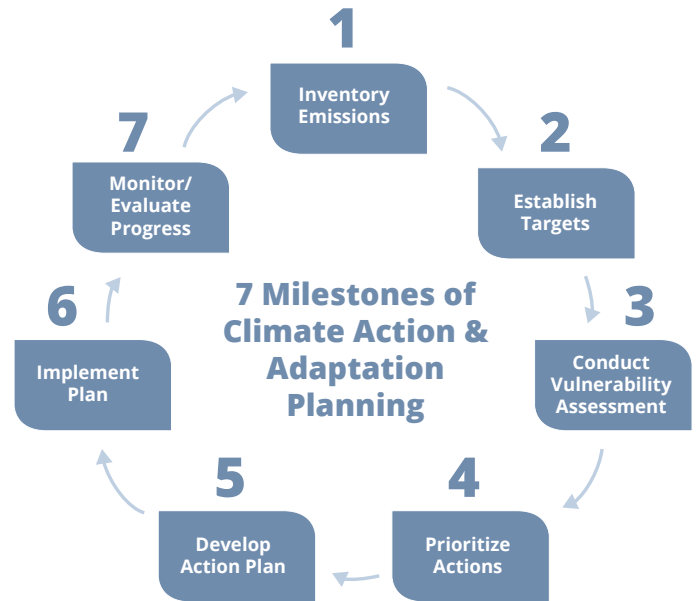 1
Inventory
Emissions
2
Establish
Targets
3
Conduct
Vulnerability
Assessment
4
Prioritize
Actions
5
Develop
Action Plan
6
Implement
Plan
7
Monitor/
Evaluate
Progress
7 Milestones of
Climate Action &
Adaptation
Planning